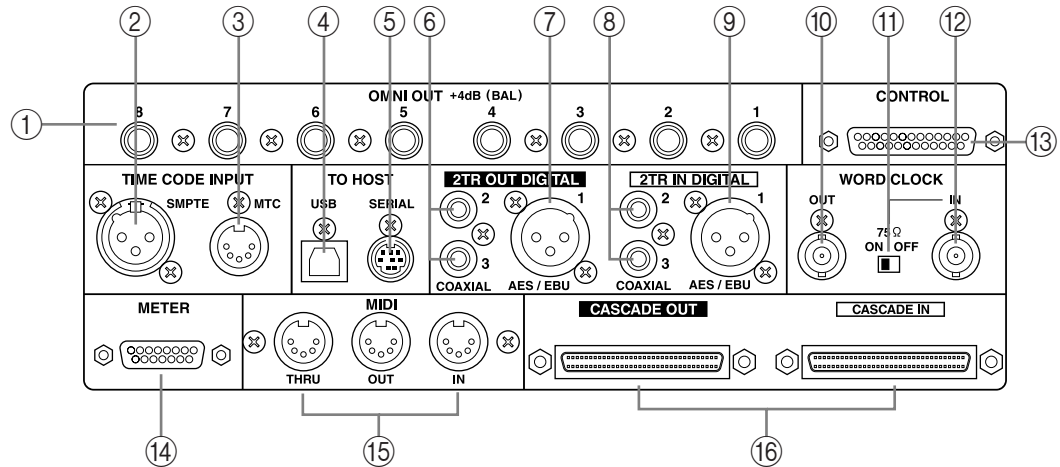 ② ③ ④ ⑤ ⑥ ⑦ ⑧ ⑨ ⑩ ⑪ ⑫
OMNI OUT +4dB (BAL)
CONTROL
①
8 7 6 5 4 3 2 1
⑬
TIME CODE INPUT
SMPTE
MTC
TO HOST
USB
SERIAL
2TR OUT DIGITAL
2
1
3
COAXIAL
AES / EBU
2TR IN DIGITAL
2
1
3
COAXIAL
AES / EBU
WORD CLOCK
OUT
IN
75Ω
ON OFF
METER
MIDI
THRU
OUT
IN
CASCADE OUT
CASCADE IN
⑭ ⑮ ⑯